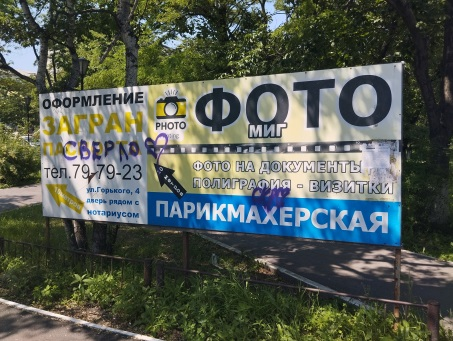 ОФОРМЛЕНИЕ
ЗАГРАН
СВЕРТОК
тел.79-79-23
ул.Горького, 4
дверь рядом с
нотариусом
PHOTO
ФОТО
МИГ
ФОТО НА ДОКУМЕНТЫ
ПОЛИГРАФИЯ - ВИЗИТКИ
ПАРИКМАХЕРСКАЯ